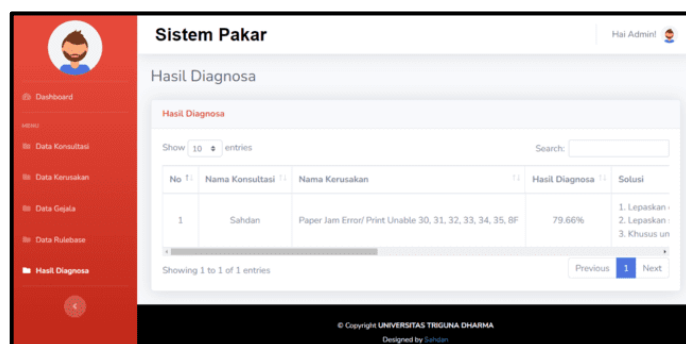 Sistem Pakar
Hai Admin!
Hasil Diagnosa
Dashboard
MENU
Data Konsultasi
Data Kerusakan
Data Gejala
Data Rulebase
Hasil Diagnosa
Hasil Diagnosa
Show 10 entries
Search:
No Nama Konsultasi Nama Kerusakan Hasil Diagnosa Solusi
1 Sahdan Paper Jam Error/ Print Unable 30, 31, 32, 33, 34, 35, 8F 79.66%
1. Lepaskan
2. Lepaskan
3. Khusus un
Showing 1 to 1 of 1 entries
Previous 1 Next
© Copyright UNIVERSITAS TRIGUNA DHARMA
Designed by Sahdan